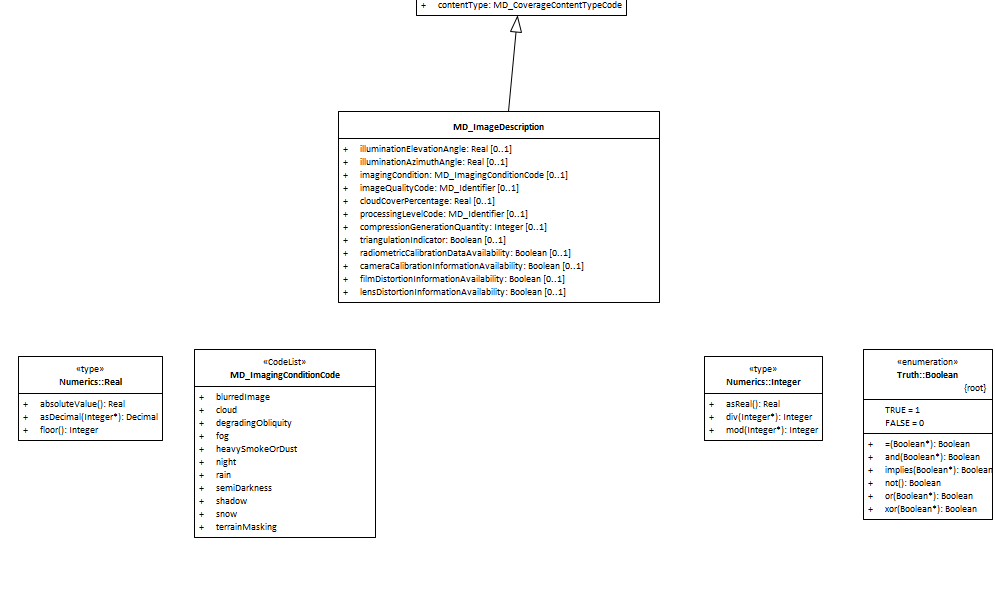 + contentType: MD_CoverageContentTypeCode
MD_ImageDescription
+ illuminationElevationAngle: Real [0..1]
+ illuminationAzimuthAngle: Real [0..1]
+ imagingCondition: MD_ImagingConditionCode [0..1]
+ imageQualityCode: MD_Identifier [0..1]
+ cloudCoverPercentage: Real [0..1]
+ processingLevelCode: MD_Identifier [0..1]
+ compressionGenerationQuantity: Integer [0..1]
+ triangulationIndicator: Boolean [0..1]
+ radiometricCalibrationDataAvailability: Boolean [0..1]
+ cameraCalibrationInformationAvailability: Boolean [0..1]
+ filmDistortionInformationAvailability: Boolean [0..1]
+ lensDistortionInformationAvailability: Boolean [0..1]
«type»
Numerics::Real
+ absoluteValue(): Real
+ asDecimal(Integer*): Decimal
+ floor(): Integer
«CodeList»
MD_ImagingConditionCode
+ blurredImage
+ cloud
+ degradingObliquity
+ fog
+ heavySmokeOrDust
+ night
+ rain
+ semiDarkness
+ shadow
+ snow
+ terrainMasking
«type»
Numerics::Integer
+ asReal(): Real
+ div(Integer*): Integer
+ mod(Integer*): Integer
«enumeration»
Truth::Boolean
{root}
TRUE = 1
FALSE = 0
+ =(Boolean*): Boolean
+ and(Boolean*): Boolean
+ implies(Boolean*): Boolean
+ not(): Boolean
+ or(Boolean*): Boolean
+ xor(Boolean*): Boolean